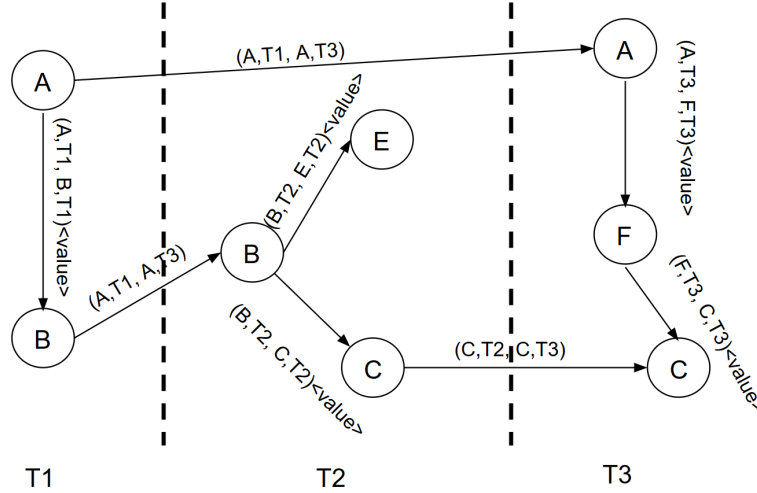 A
(A,T1, A,T3)
A
(A,T1, B,T1)<value>
(B,T2, E,T2)<value>
E
(A,T3, F,T3)<value>
B
(A,T1, A,T3)
B
F
(B,T2, C,T2)<value>
C
(C,T2, C,T3)
(F,T3, C,T3)<value>
C
T1
T2
T3